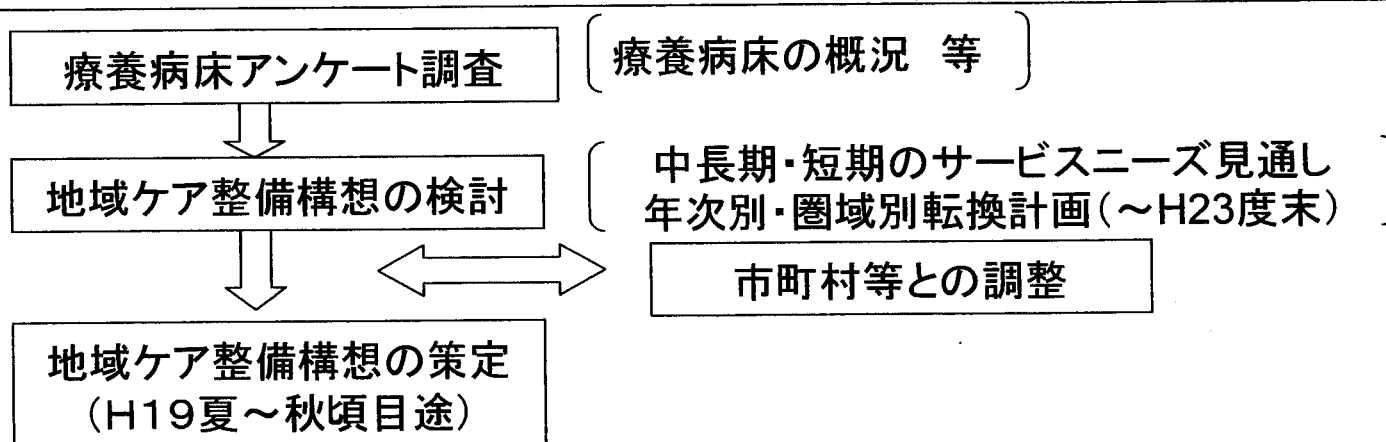 療養病床アンケート調査
療養病床の概況 等
地域ケア整備構想の検討
中長期・短期のサービスニーズ見通し
年次別・圏域別転換計画(～H23度末)
市町村等との調整
地域ケア整備構想の策定
(H19夏～秋頃目途)